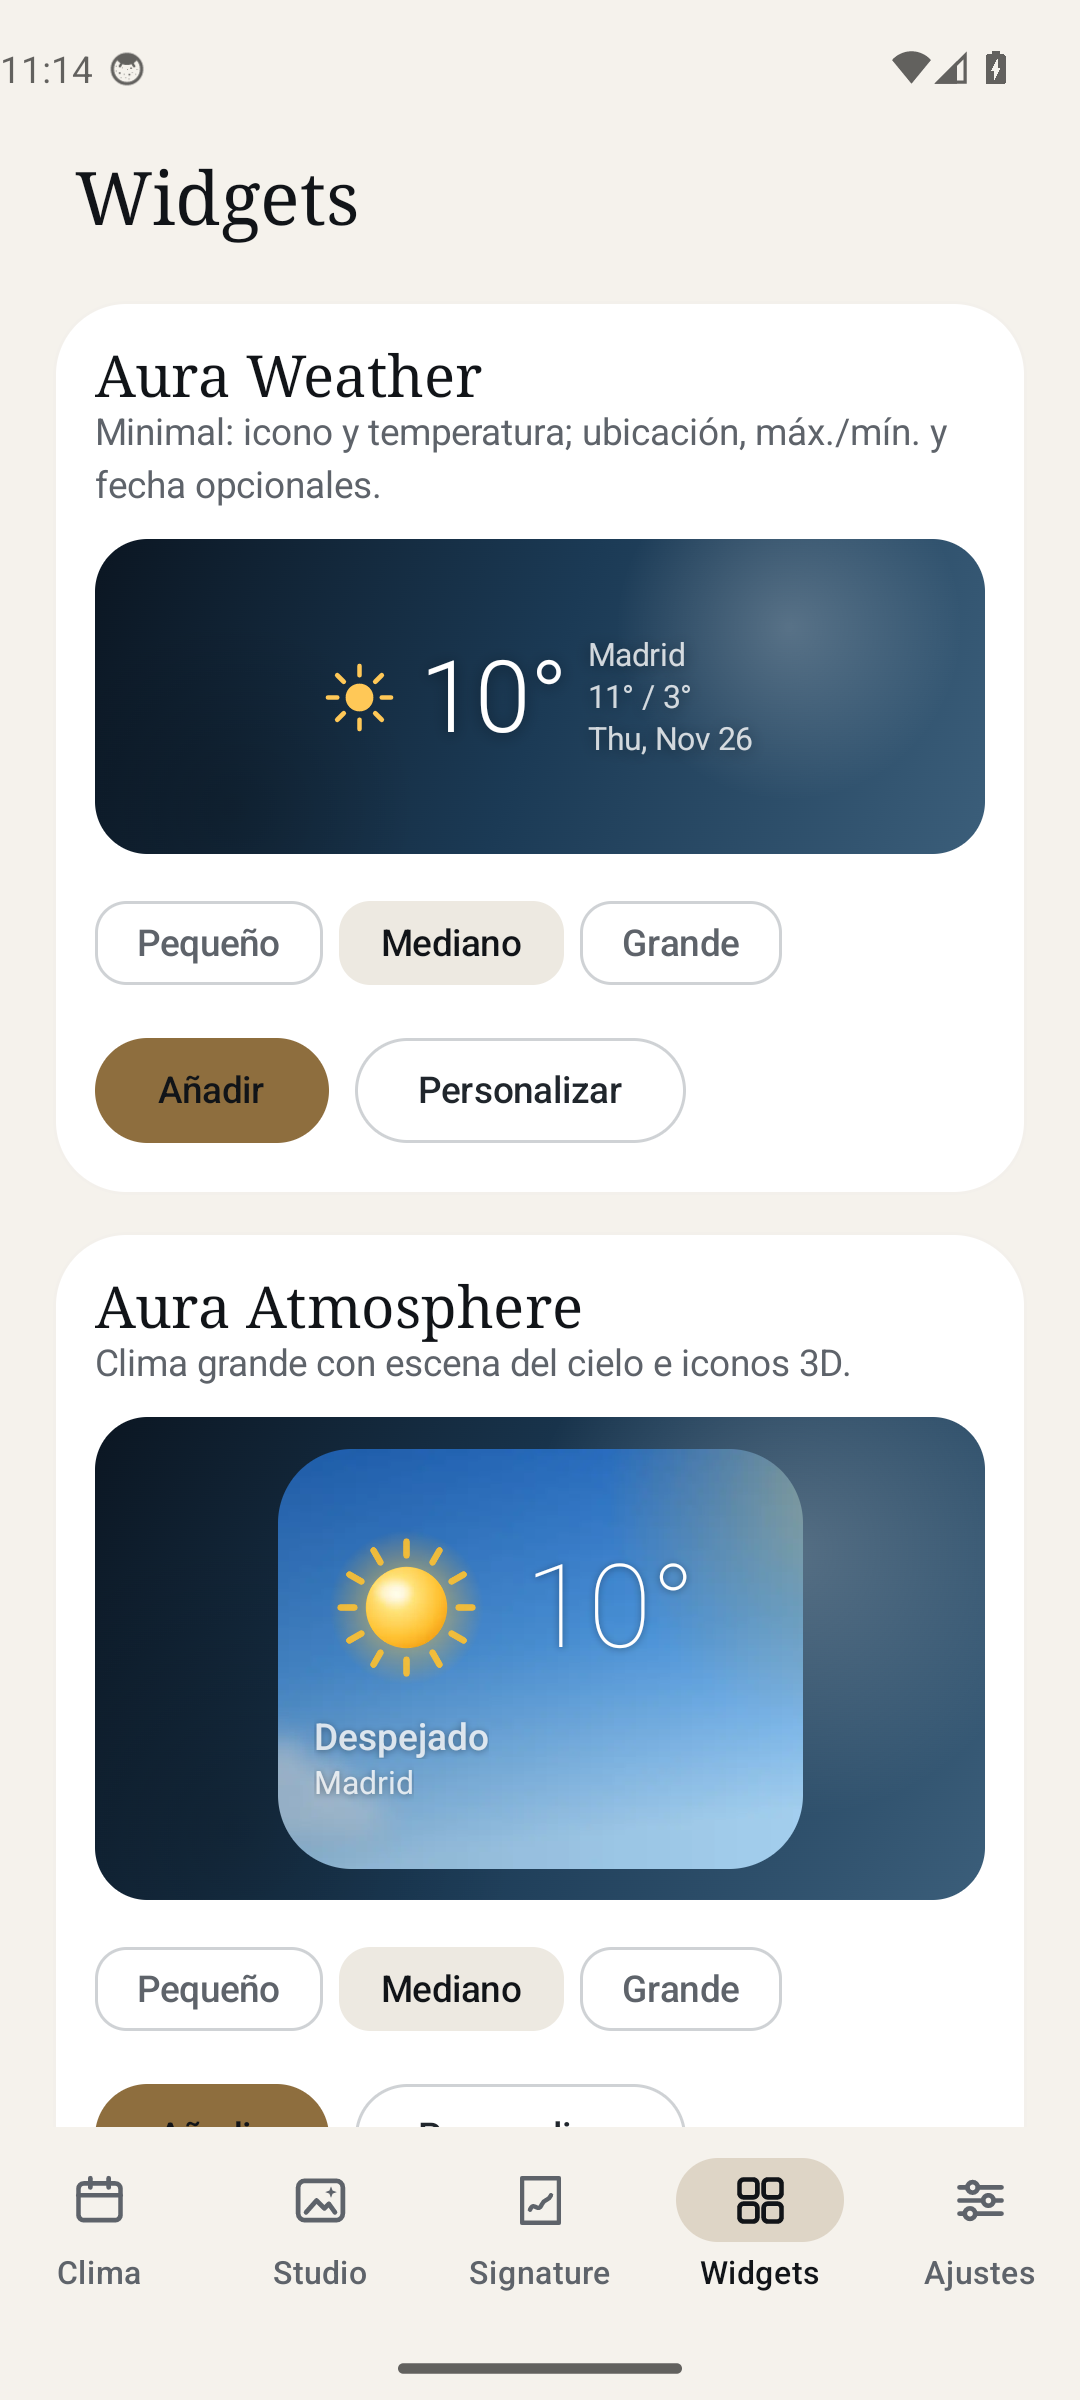 11:14
Widgets
Aura Weather
Minimal: icono y temperatura; ubicación, máx./mín. y
fecha opcionales.
10°
Madrid
11° / 3°
Thu, Nov 26
Pequeño
Mediano
Grande
Añadir
Personalizar
Aura Atmosphere
Clima grande con escena del cielo e iconos 3D.
10°
Despejado
Madrid
Pequeño
Mediano
Grande
Clima
Studio
Signature
Widgets
Ajustes